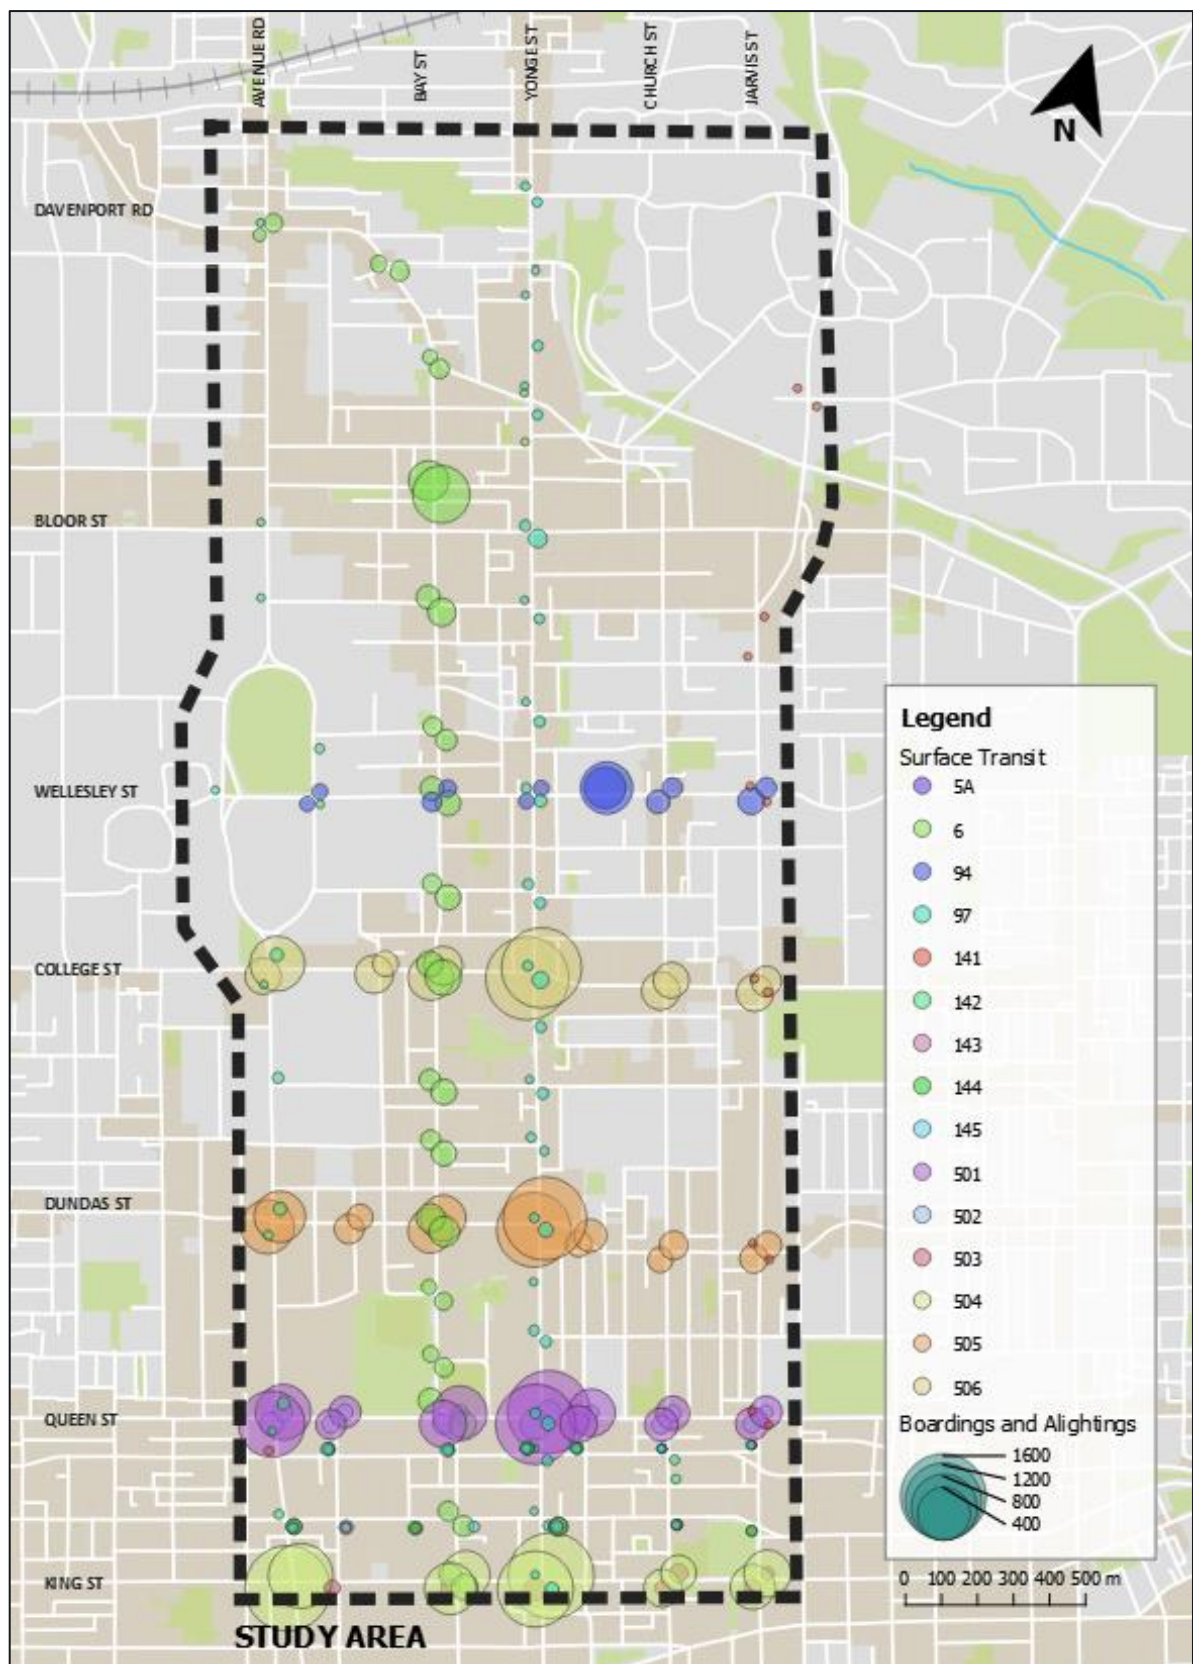 AVENUE RD
BAY ST
YONGE ST
CHURCH ST
JARVIS ST
N
DAVENPORT RD
BLOOR ST
WELLESLEY ST
COLLEGE ST
DUNDAS ST
QUEEN ST
KING ST
STUDY AREA
Legend
Surface Transit
5A
6
94
97
141
142
143
144
145
501
502
503
504
505
506
Boardings and Alightings
1600
1200
800
400
0 100 200 300 400 500 m